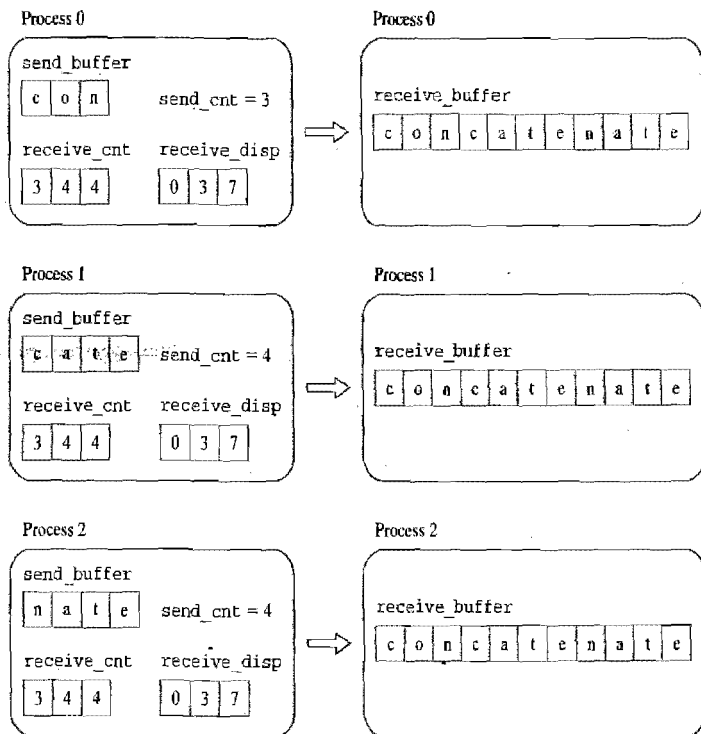 Process 0
Process 0
send_buffer
c o n
send_cnt = 3
receive_buffer
c o n c a t e n a t e
receive_cnt
receive_disp
3 4 4
0 3 7
Process 1
Process 1
send_buffer
c a t e
send_cnt = 4
receive_buffer
c o n c a t e n a t e
receive_cnt
receive_disp
3 4 4
0 3 7
Process 2
Process 2
send_buffer
n a t e
send_cnt = 4
receive_buffer
c o n c a t e n a t e
receive_cnt
receive_disp
3 4 4
0 3 7